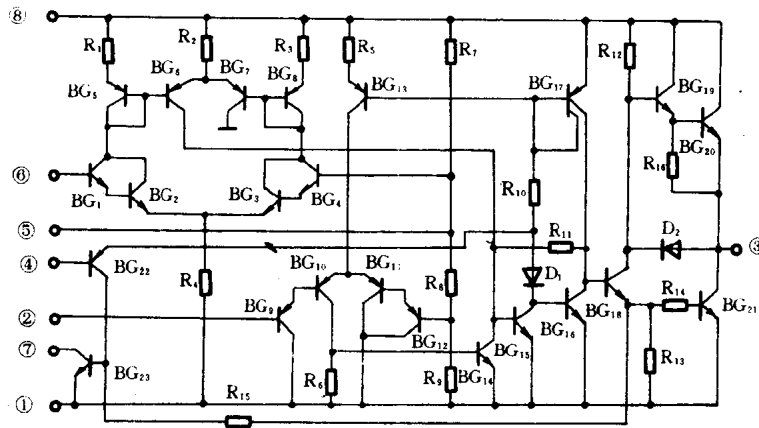 ⑧
R₁
R₂
R₃
R₅
R₇
R₁₂
BG₅
BG₆
BG₇
BG₈
BG₁₃
BG₁₇
BG₁₉
BG₂₀
R₁₆
⑥
BG₁
BG₂
BG₃
BG₄
R₁₀
⑤
R₁₁
D₂
③
④
BG₂₂
R₄
BG₁₀
BG₁₁
R₈
D₁
R₁₄
BG₂₁
②
BG₉
BG₁₂
BG₁₅
BG₁₆
BG₁₈
⑦
BG₂₃
R₆
BG₁₄
R₉
R₁₃
①
R₁₅